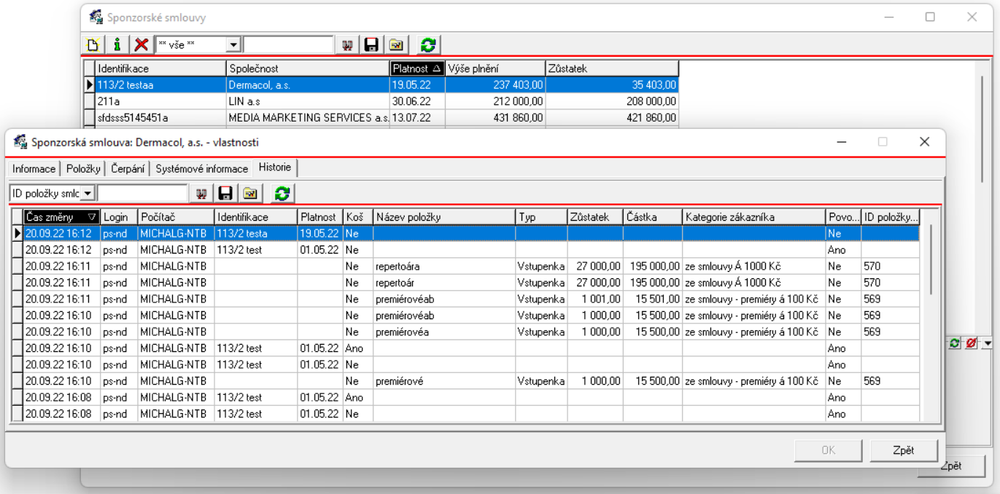 Sponzorské smlouvy
** vše **
Identifikace Společnost Platnost Výše plnění Zůstatek
113/2 testaa Dermacol, a.s. 19.05.22 237 403,00 35 403,00
211a LIN a.s 30.06.22 212 000,00 208 000,00
sfdsss5145451a MEDIA MARKETING SERVICES a.s. 13.07.22 431 860,00 421 860,00
Sponzorská smlouva: Dermacol, a.s. - vlastnosti
Informace Položky Čerpání Systémové informace Historie
ID položky smlc
Čas změny Login Počítač Identifikace Platnost Koš Název položky Typ Zůstatek Částka Kategorie zákazníka Povo... ID položky...
20.09.22 16:12 ps-nd MICHALG-NTB 113/2 testa 19.05.22 Ne Ne
20.09.22 16:12 ps-nd MICHALG-NTB 113/2 test 01.05.22 Ne Ano
20.09.22 16:11 ps-nd MICHALG-NTB Ne repertoára Vstupenka 27 000,00 195 000,00 ze smlouvy Á 1000 Kč Ne 570
20.09.22 16:11 ps-nd MICHALG-NTB Ne repertoár Vstupenka 27 000,00 195 000,00 ze smlouvy Á 1000 Kč Ne 570
20.09.22 16:11 ps-nd MICHALG-NTB Ne premiérovéab Vstupenka 1 001,00 15 501,00 ze smlouvy - premiéry á 100 Kč Ne 569
20.09.22 16:10 ps-nd MICHALG-NTB Ne premiérovéab Vstupenka 1 000,00 15 500,00 ze smlouvy - premiéry á 100 Kč Ne 569
20.09.22 16:10 ps-nd MICHALG-NTB Ne premiérovéa Vstupenka 1 000,00 15 500,00 ze smlouvy - premiéry á 100 Kč Ne 569
20.09.22 16:10 ps-nd MICHALG-NTB 113/2 test 01.05.22 Ano Ano
20.09.22 16:10 ps-nd MICHALG-NTB 113/2 test 01.05.22 Ne Ano
20.09.22 16:10 ps-nd MICHALG-NTB Ne premiérové Vstupenka 1 000,00 15 500,00 ze smlouvy - premiéry á 100 Kč Ne 569
20.09.22 16:08 ps-nd MICHALG-NTB 113/2 test 01.05.22 Ano Ano
20.09.22 16:08 ps-nd MICHALG-NTB 113/2 test 01.05.22 Ne Ano
OK Zpět
Zpět